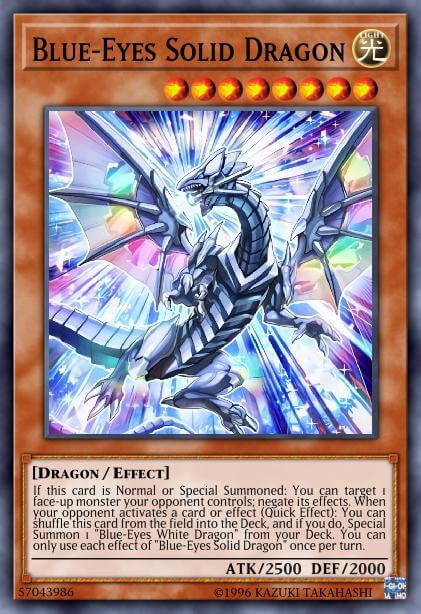 Blue-Eyes Solid Dragon
LIGHT
光
[Dragon / Effect]
If this card is Normal or Special Summoned: You can target 1
face-up monster your opponent controls; negate its effects. When
your opponent activates a card or effect (Quick Effect): You can
shuffle this card from the field into the Deck, and if you do, Special
Summon 1 "Blue-Eyes White Dragon" from your Deck. You can
only use each effect of "Blue-Eyes Solid Dragon" once per turn.
ATK/2500 DEF/2000
57043986
©1996 KAZUKI TAKAHASHI